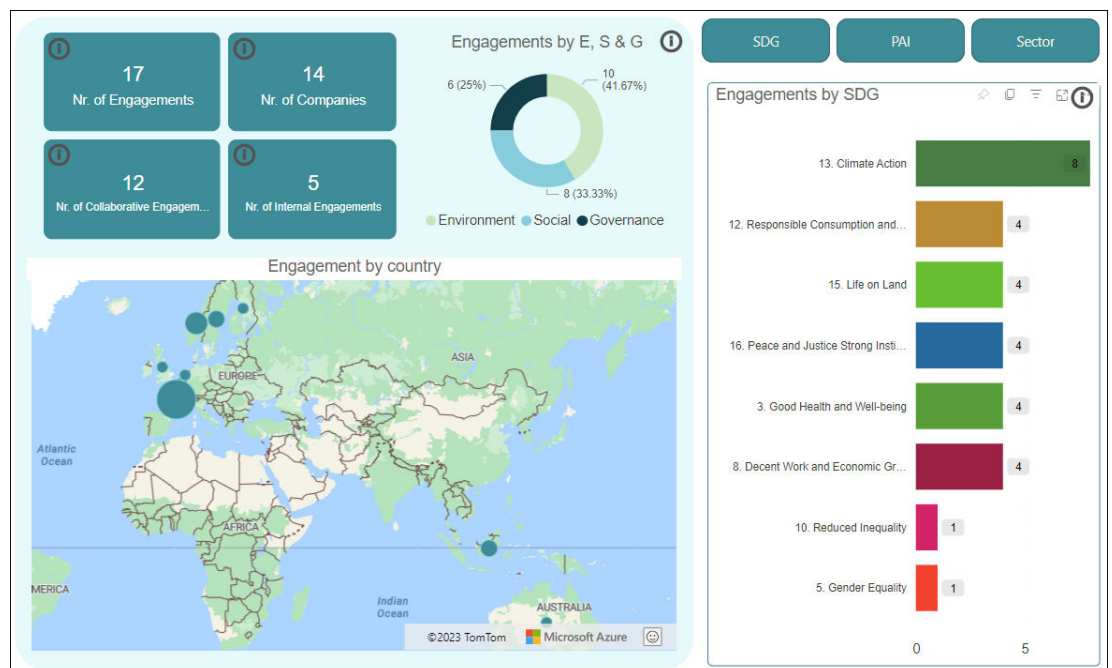 17
Nr. of Engagements
14
Nr. of Companies
12
Nr. of Collaborative Engagem...
5
Nr. of Internal Engagements
Engagements by E, S & G
10
(41.67%)
6 (25%)
8 (33.33%)
Environment Social Governance
Engagement by country
ASIA
EUROPE
Atlantic
Ocean
AFRICA
MERICA
Indian
Ocean
AUSTRALIA
©2023 TomTom Microsoft Azure
SDG
PAI
Sector
Engagements by SDG
13. Climate Action 8
12. Responsible Consumption and... 4
15. Life on Land 4
16. Peace and Justice Strong Insti... 4
3. Good Health and Well-being 4
8. Decent Work and Economic Gr... 4
10. Reduced Inequality 1
5. Gender Equality 1
0 5